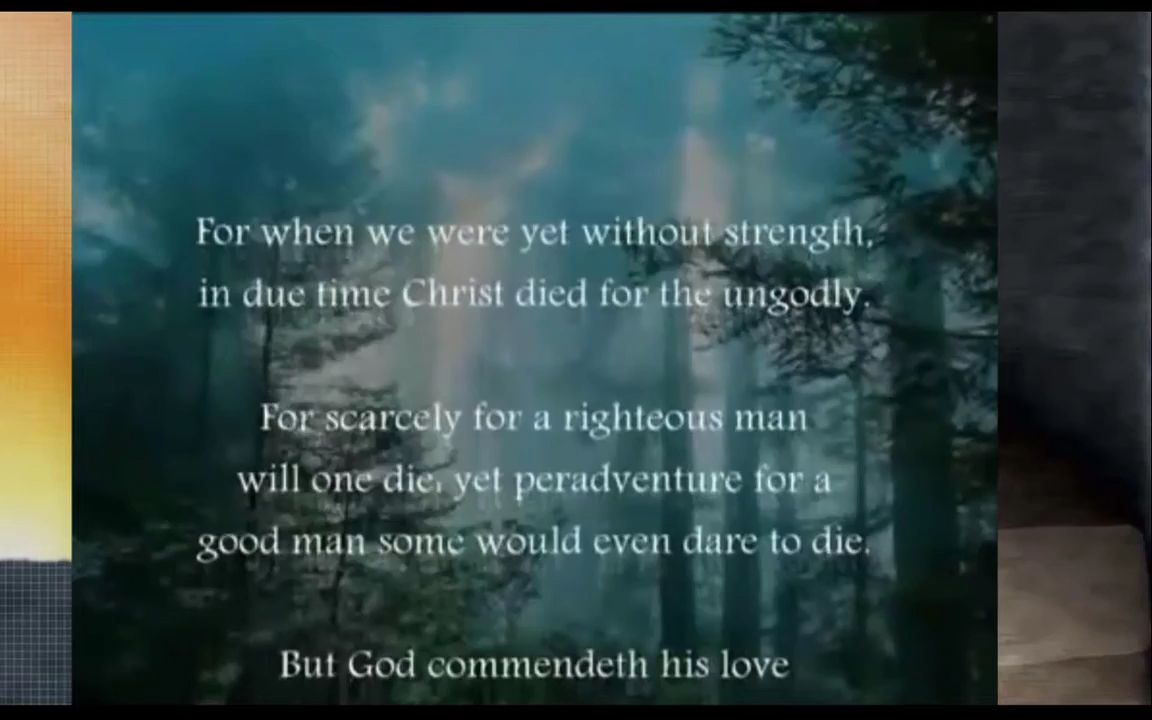 For when we were yet without strength,
in due time Christ died for the ungodly.
For scarcely for a righteous man
will one die, yet peradventure for a
good man some would even dare to die.
But God commendeth his love